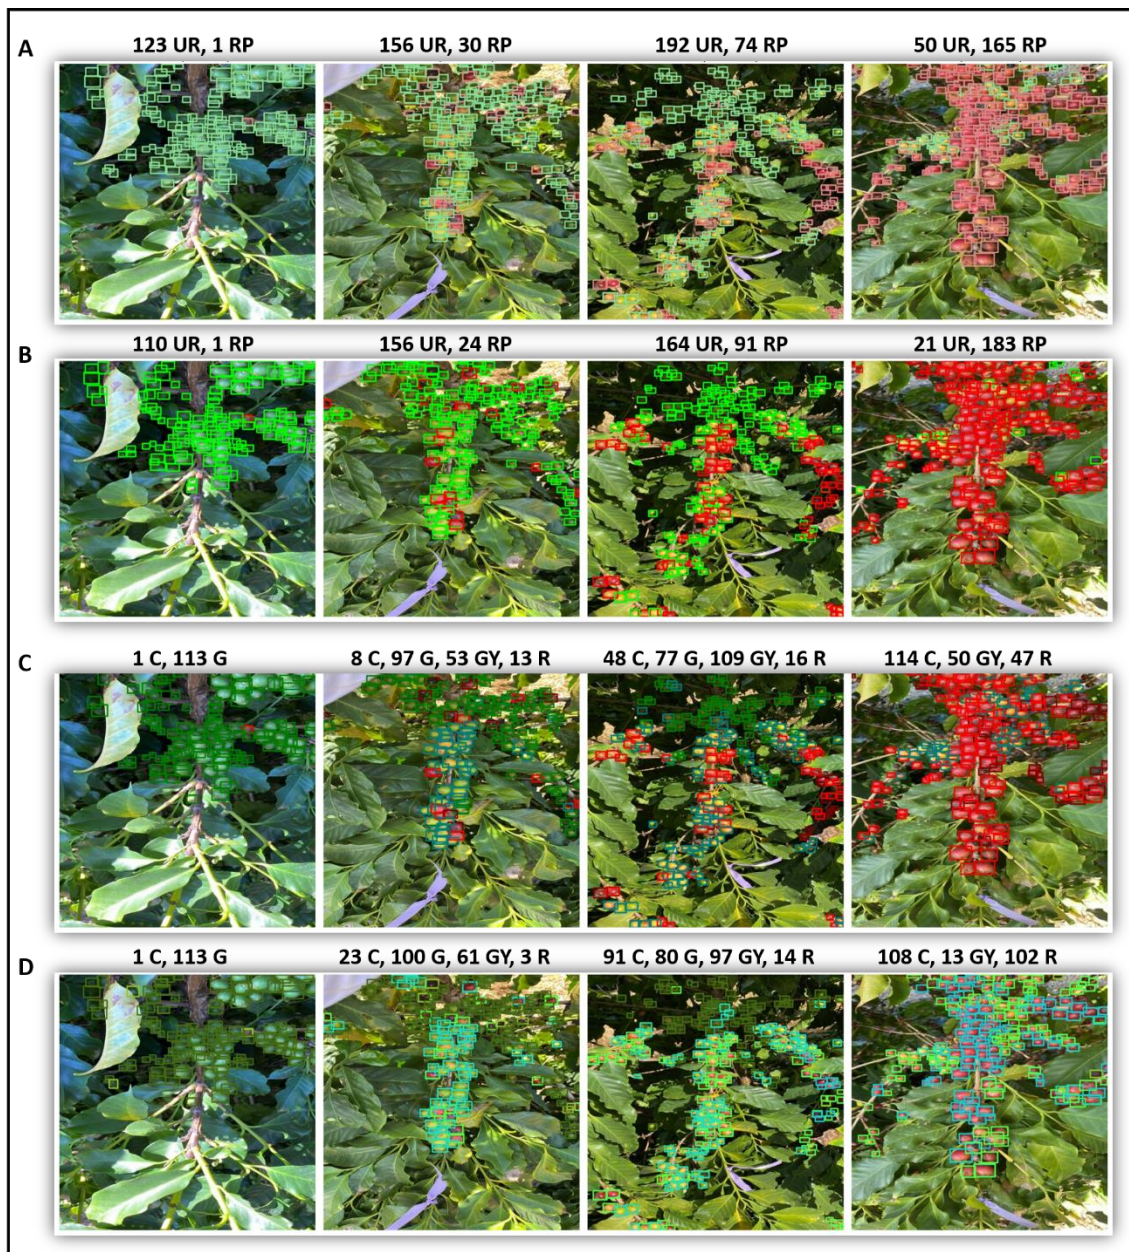 A
123 UR, 1 RP 156 UR, 30 RP 192 UR, 74 RP 50 UR, 165 RP
B
110 UR, 1 RP 156 UR, 24 RP 164 UR, 91 RP 21 UR, 183 RP
C
1 C, 113 G 8 C, 97 G, 53 GY, 13 R 48 C, 77 G, 109 GY, 16 R 114 C, 50 GY, 47 R
D
1 C, 113 G 23 C, 100 G, 61 GY, 3 R 91 C, 80 G, 97 GY, 14 R 108 C, 13 GY, 102 R